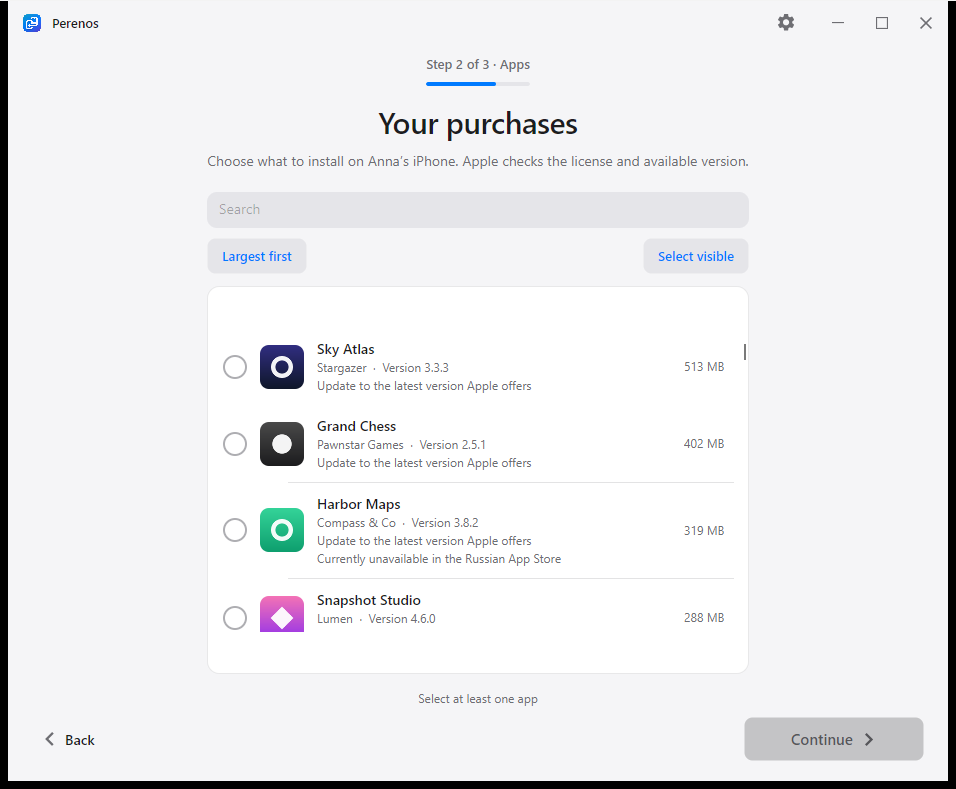 Perenos
Step 2 of 3 · Apps
Your purchases
Choose what to install on Anna’s iPhone. Apple checks the license and available version.
Search
Largest first
Select visible
Sky Atlas
Stargazer · Version 3.3.3
513 MB
Update to the latest version Apple offers
Grand Chess
Pawnstar Games · Version 2.5.1
402 MB
Update to the latest version Apple offers
Harbor Maps
Compass & Co · Version 3.8.2
319 MB
Update to the latest version Apple offers
Currently unavailable in the Russian App Store
Snapshot Studio
Lumen · Version 4.6.0
288 MB
Select at least one app
Back
Continue